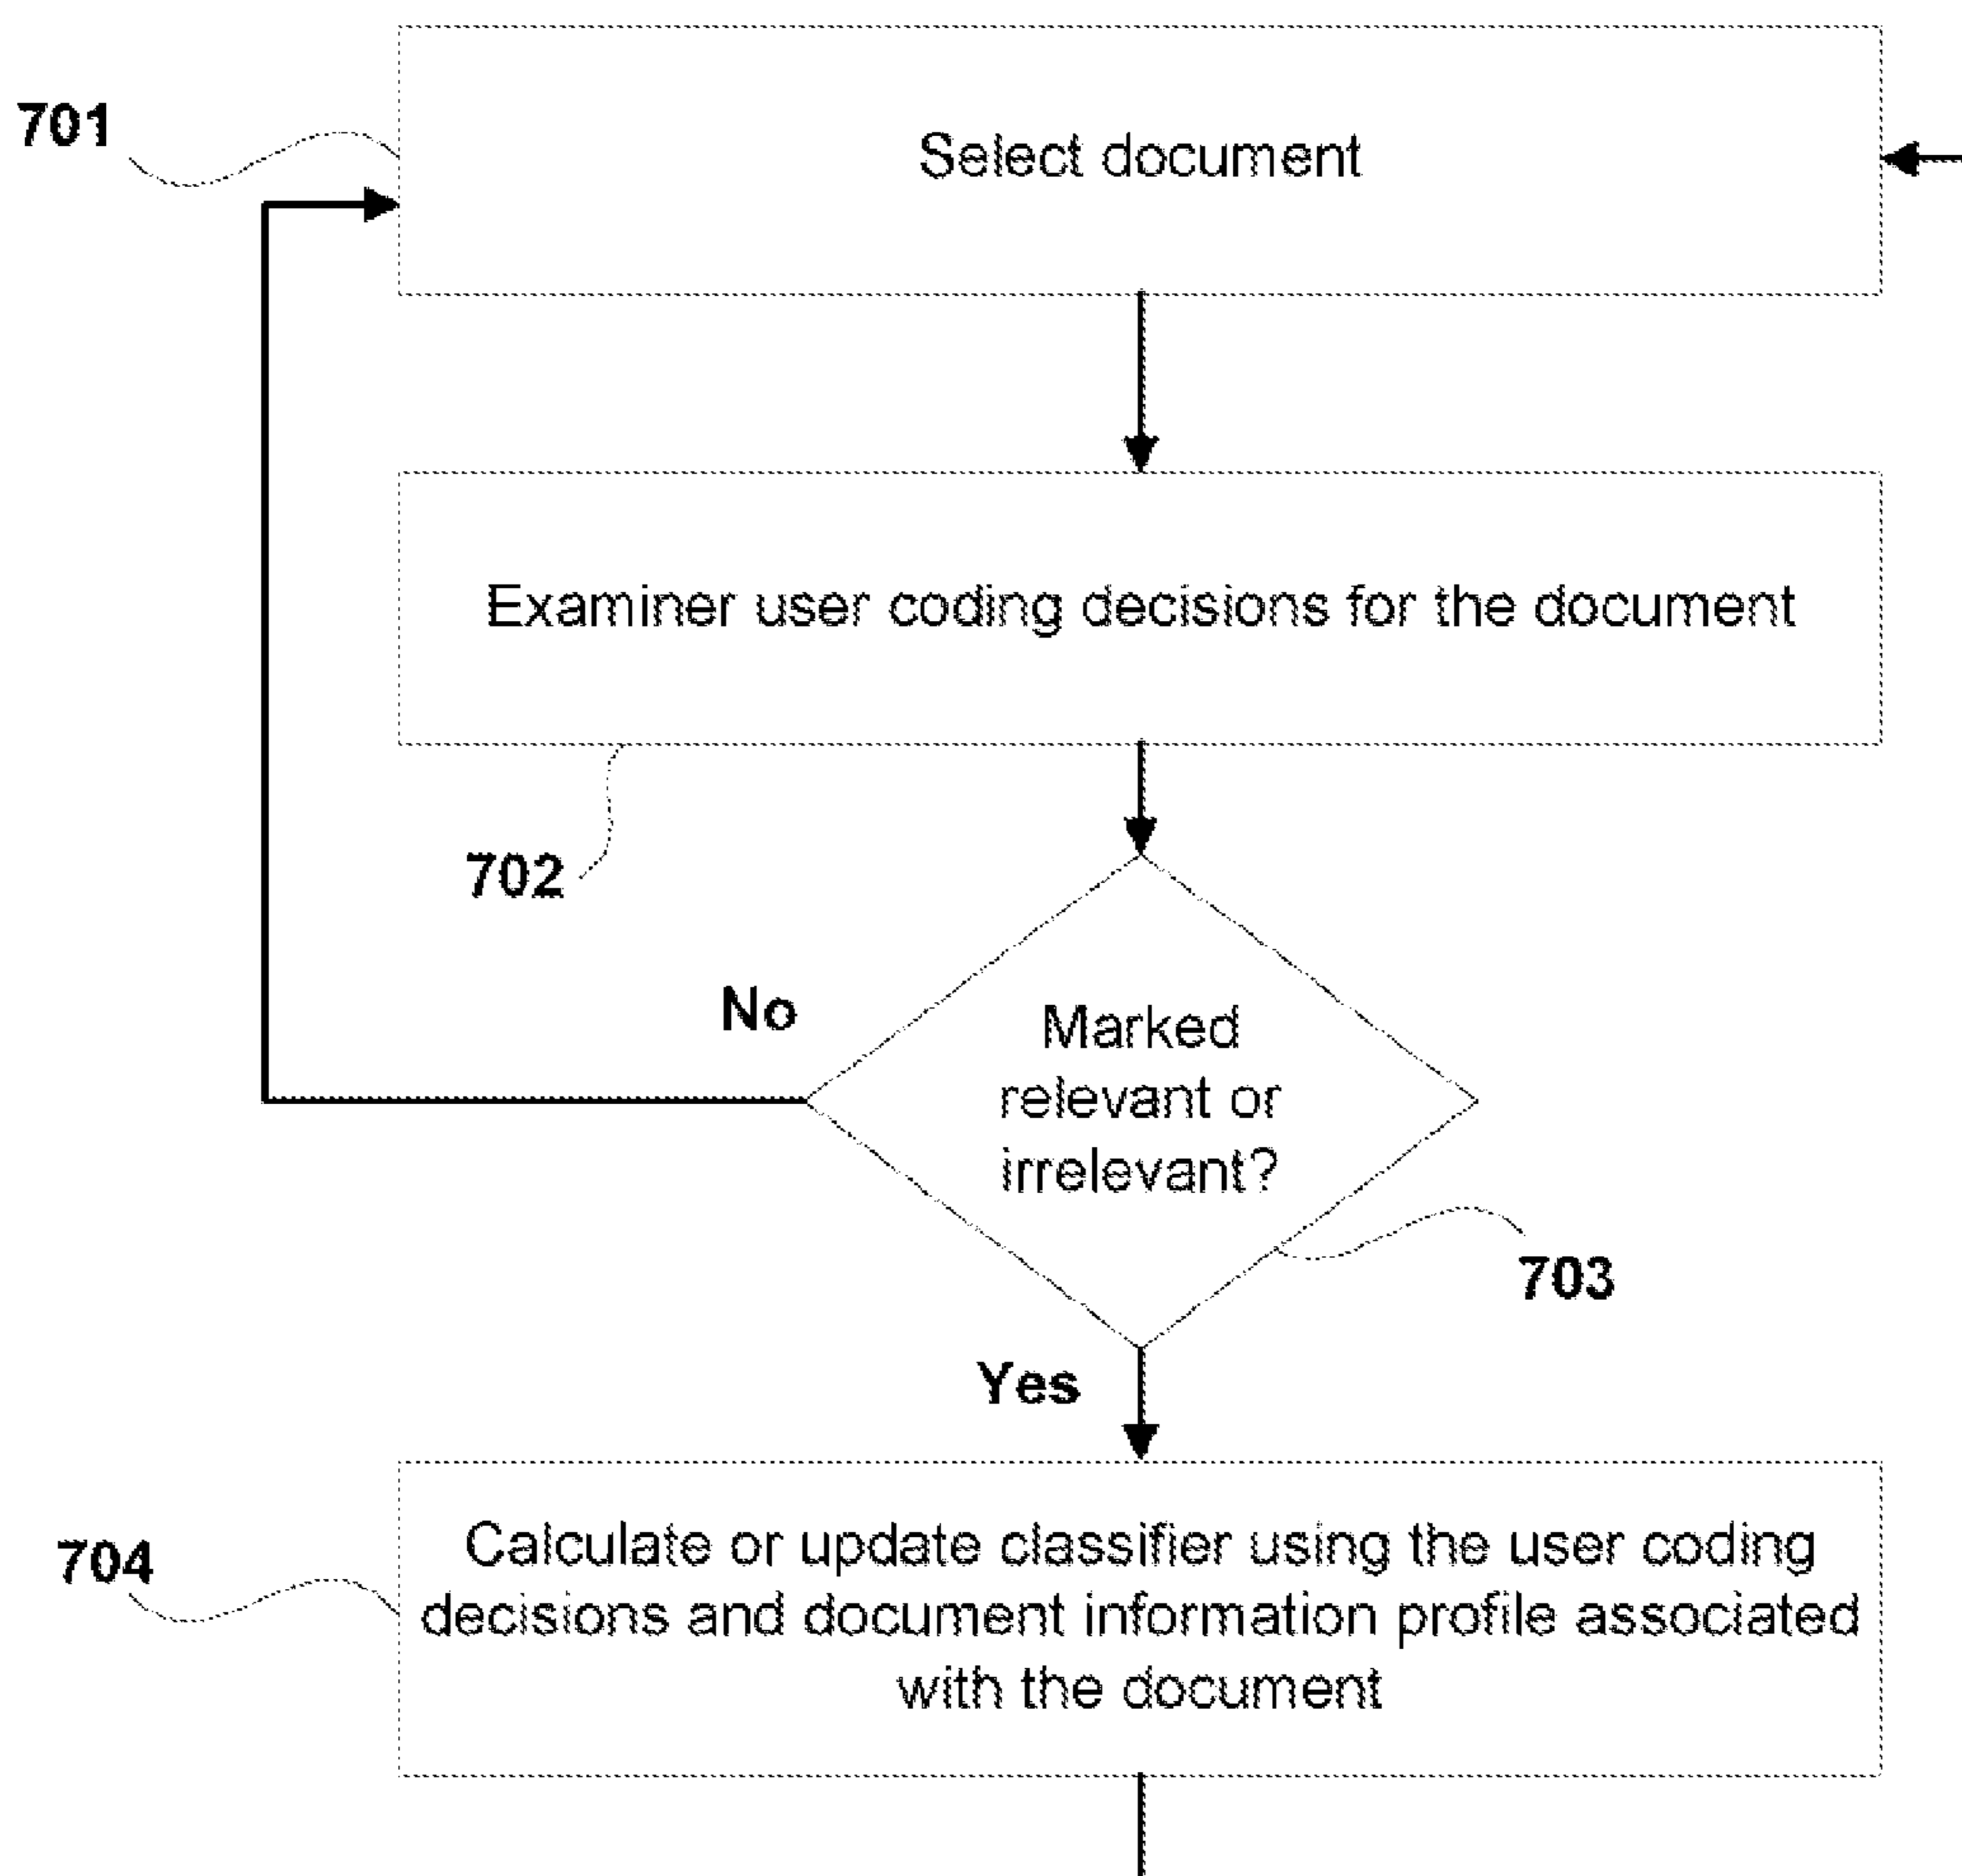 701
Select document
Examiner user coding decisions for the document
702
No
Marked
relevant or
irrelevant?
703
Yes
704
Calculate or update classifier using the user coding
decisions and document information profile associated
with the document